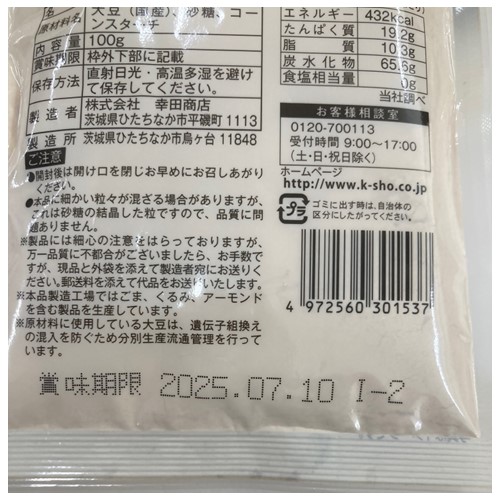 名
原材料名 大豆（国産）、砂糖、コーンスターチ
内容量 100g
賞味期限 枠外下部に記載
保存方法 直射日光・高温多湿を避けて保存してください。
製造者 株式会社 幸田商店
茨城県ひたちなか市平磯町1113
製造所 茨城県ひたちなか市烏ヶ台11848
ご注意
●開封後は開け口を閉じお早めにお召しあがりください。
●本品に細かい粒々が混ざる場合がありますが、
これは砂糖の結晶した粒ですので、品質に問
題ありません。
※製品には細心の注意をはらっておりますが、
万一品質に不都合がございましたら、お手数で
すが、現品と外袋を添えて製造者宛にお送りく
ださい。郵送料を添えて代品をお送りいたします。
※本品製造工場ではごま、くるみ、アーモンド
を含む製品を生産しています。
※原材料に使用している大豆は、遺伝子組換え
の混入を防ぐため分別生産流通管理を行って
います。
エネルギー 432kcal
たんぱく質 19.2g
脂質 10.3g
炭水化物 65.6g
食塩相当量 0g
当社調べ
お客様相談室
0120-700113
受付時間 9:00～17:00
（土・日・祝日除く）
ホームページ
http://www.k-sho.co.jp
プラ
ゴミに出す時は、自治体の
区分にしたがってください。
4 972560 301537
賞味期限 2025.07.10 I-2